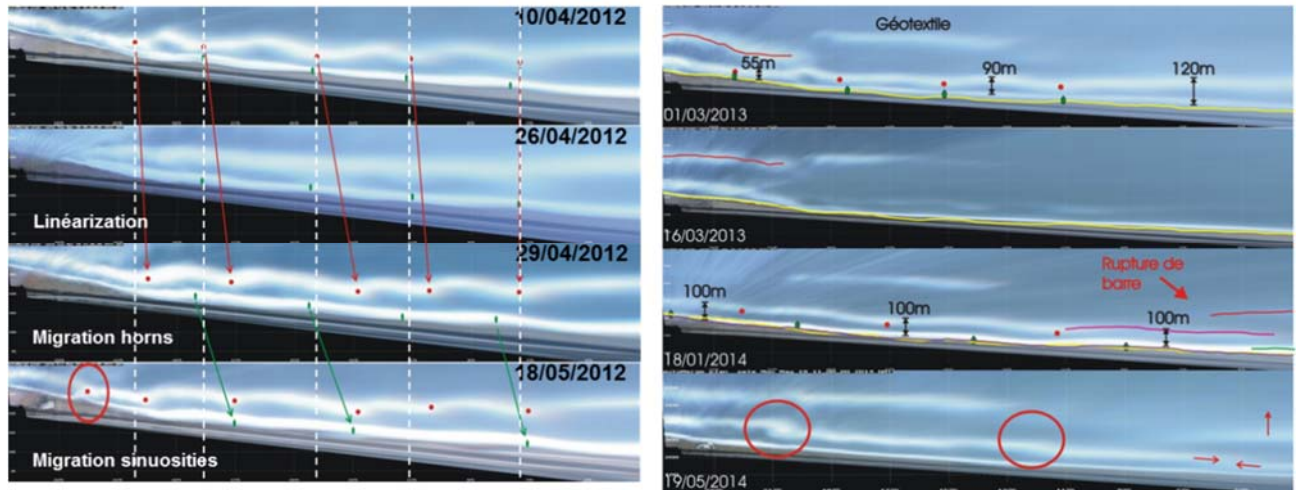 10/04/2012
26/04/2012
Linéarization
29/04/2012
Migration horns
18/05/2012
Migration sinuosities
Géotextile
55m
90m
120m
01/03/2013
16/03/2013
Rupture de
barre
100m
100m
100m
18/01/2014
19/05/2014